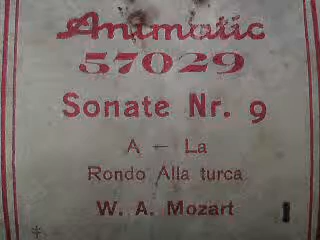 Animatic
57029
Sonate Nr. 9
A - La
Rondo Alla turca
W. A. Mozart